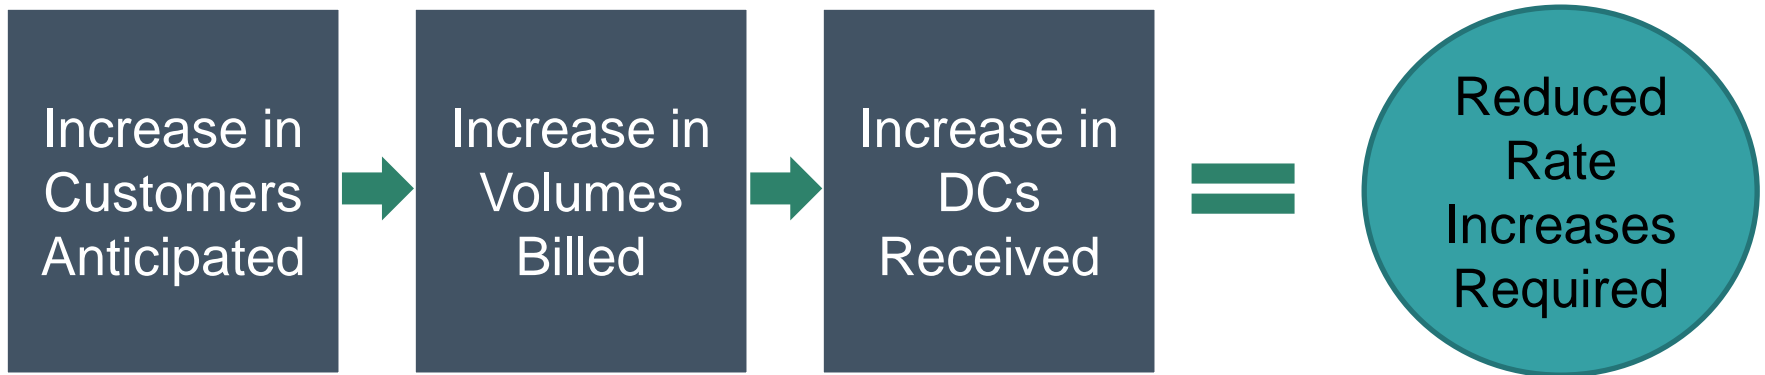 Increase in
Customers
Anticipated
Increase in
Volumes
Billed
Increase in
DCs
Received
Reduced
Rate
Increases
Required